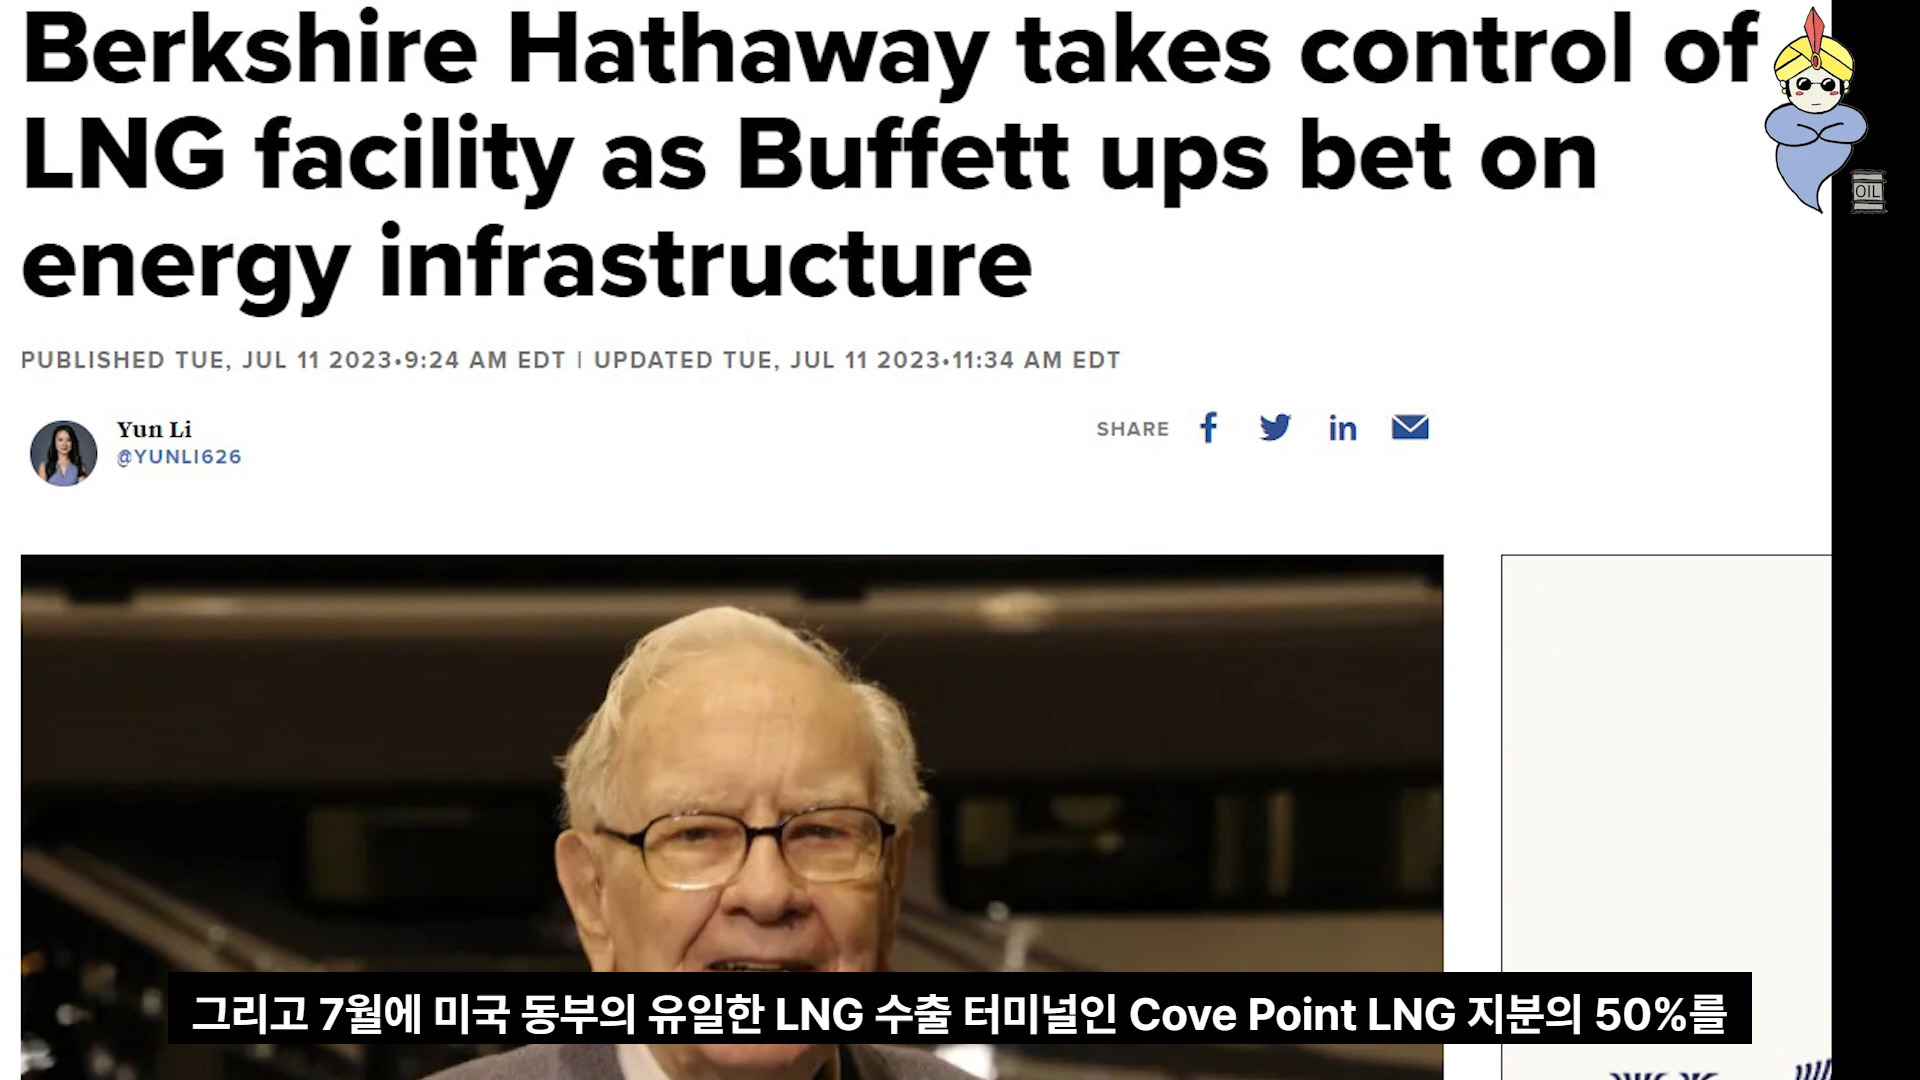 Berkshire Hathaway takes control of
LNG facility as Buffett ups bet on
energy infrastructure
PUBLISHED TUE, JUL 11 2023•9:24 AM EDT | UPDATED TUE, JUL 11 2023•11:34 AM EDT
Yun Li
@YUNLI626
SHARE
OIL
그리고 7월에 미국 동부의 유일한 LNG 수출 터미널인 Cove Point LNG 지분의 50%를